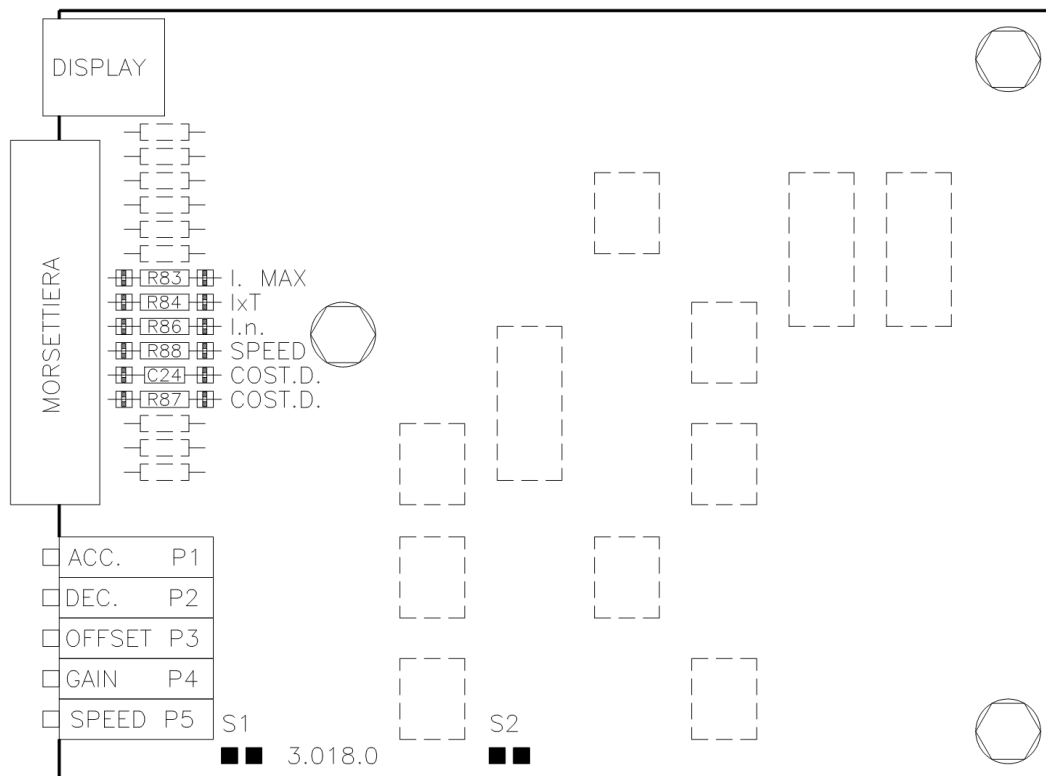 DISPLAY
MORSETTIERA
R83 I. MAX
R84 IxT
R86 I.n.
R88 SPEED
C24 COST.D.
R87 COST.D.
ACC. P1
DEC. P2
OFFSET P3
GAIN P4
SPEED P5
S1
S2
3.018.0